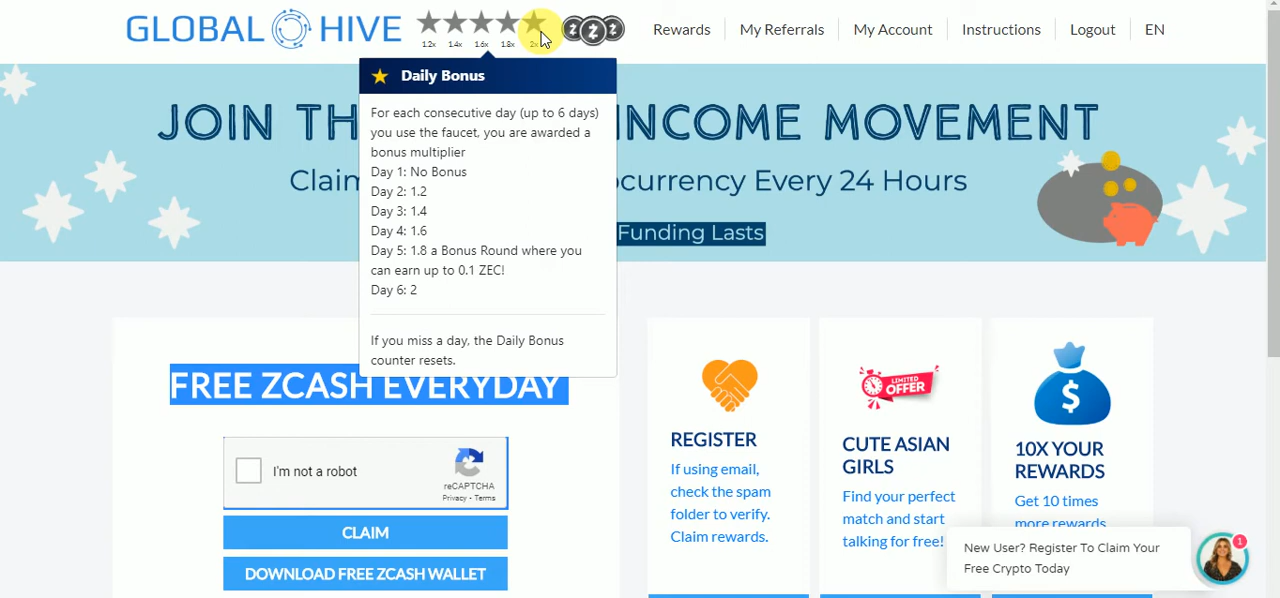 GLOBAL HIVE
1.2x 1.4x 1.6x 1.8x 2x
Rewards
My Referrals
My Account
Instructions
Logout
EN
Daily Bonus
For each consecutive day (up to 6 days)
you use the faucet, you are awarded a
bonus multiplier
Day 1: No Bonus
Day 2: 1.2
Day 3: 1.4
Day 4: 1.6
Day 5: 1.8 a Bonus Round where you
can earn up to 0.1 ZEC!
Day 6: 2
If you miss a day, the Daily Bonus
counter resets.
JOIN TH INCOME MOVEMENT
Claim ocurrency Every 24 Hours
Funding Lasts
FREE ZCASH EVERYDAY
I'm not a robot
reCAPTCHA
Privacy • Terms
CLAIM
DOWNLOAD FREE ZCASH WALLET
REGISTER
If using email,
check the spam
folder to verify.
Claim rewards.
LIMITED
OFFER
CUTE ASIAN
GIRLS
Find your perfect
match and start
talking for free!
10X YOUR
REWARDS
Get 10 times
more rewards
New User? Register To Claim Your
Free Crypto Today
1